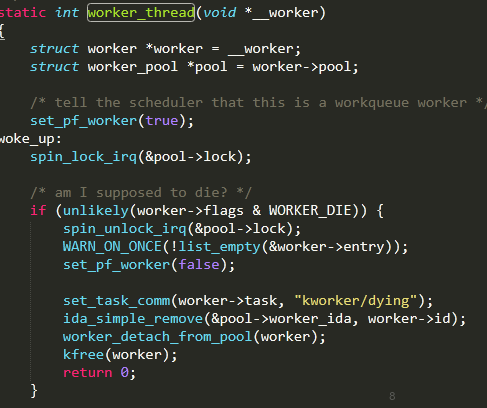 static int worker_thread(void *__worker)
{
    struct worker *worker = __worker;
    struct worker_pool *pool = worker->pool;
    /* tell the scheduler that this is a workqueue worker */
    set_pf_worker(true);
woke_up:
    spin_lock_irq(&pool->lock);
    /* am I supposed to die? */
    if (unlikely(worker->flags & WORKER_DIE)) {
        spin_unlock_irq(&pool->lock);
        WARN_ON_ONCE(!list_empty(&worker->entry));
        set_pf_worker(false);
        set_task_comm(worker->task, "kworker/dying");
        ida_simple_remove(&pool->worker_ida, worker->id);
        worker_detach_from_pool(worker);
        kfree(worker);
        return 0;
    }
8